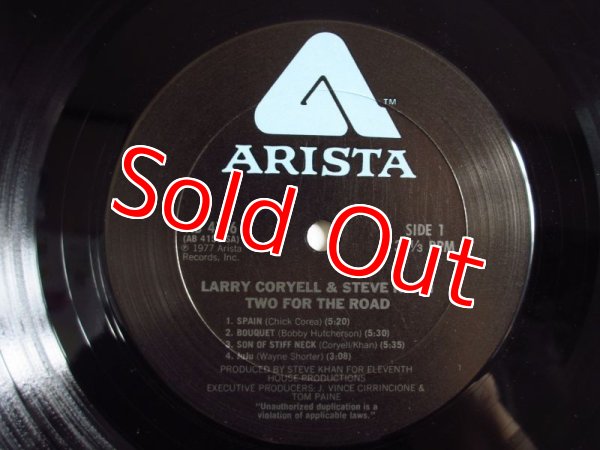 TM
ARISTA
Sold Out
SIDE 1
℗ 1977 Arista
Records, Inc.
RPM
LARRY CORYELL & STEVE
TWO FOR THE ROAD
1. SPAIN (Chick Corea) (5:20)
2. BOUQUET (Bobby Hutcherson) (5:30)
3. SON OF STIFF NECK (Coryell/Khan) (5:35)
4. JuJu (Wayne Shorter) (3:08)
PRODUCED BY STEVE KHAN FOR ELEVENTH
HOUSE PRODUCTIONS
EXECUTIVE PRODUCERS: J. VINCE CIRRINCIONE &
TOM PAINE
"Unauthorized duplication is a
violation of applicable laws."